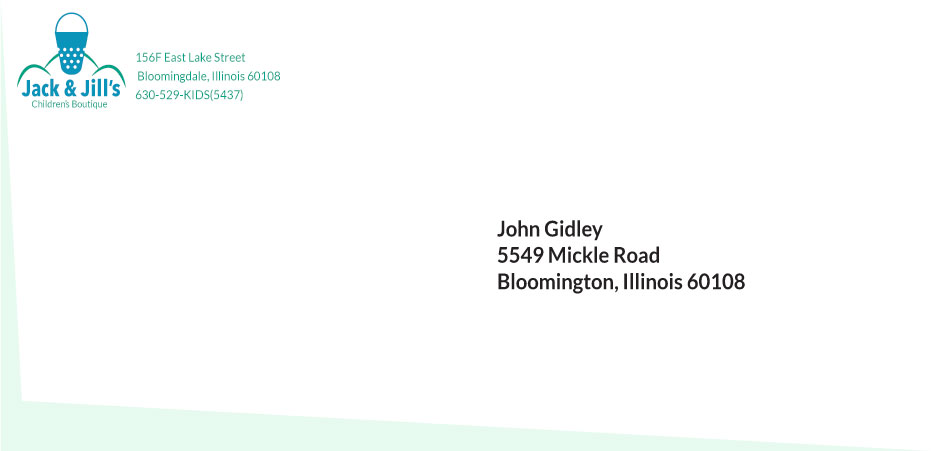 Jack & Jill's
Children's Boutique
156F East Lake Street
Bloomingdale, Illinois 60108
630-529-KIDS(5437)
John Gidley
5549 Mickle Road
Bloomington, Illinois 60108